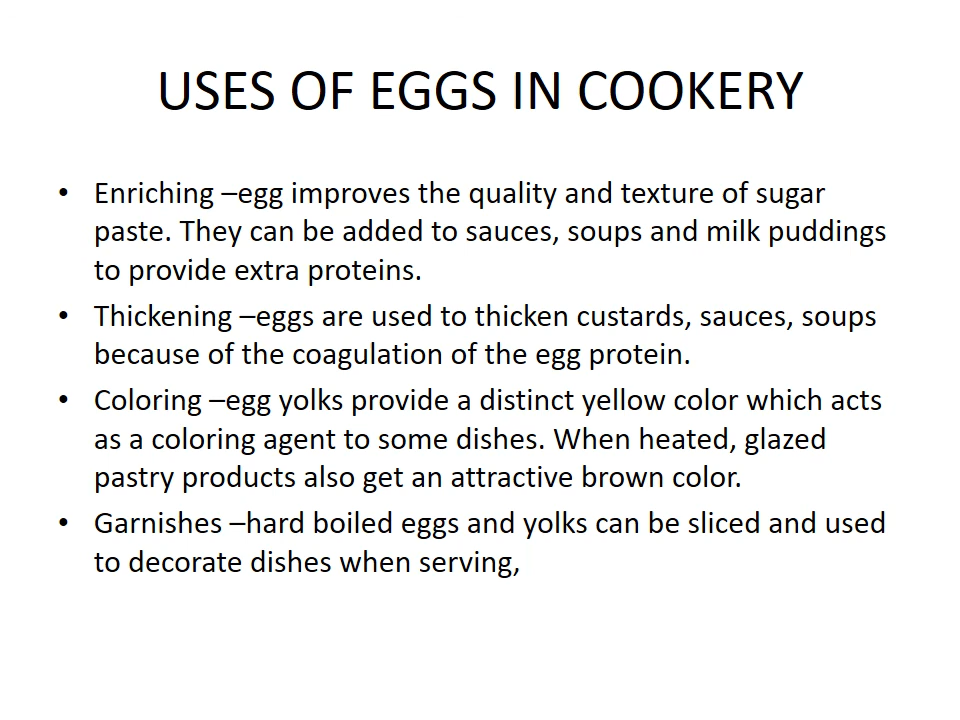 USES OF EGGS IN COOKERY
• Enriching –egg improves the quality and texture of sugar
paste. They can be added to sauces, soups and milk puddings
to provide extra proteins.
• Thickening –eggs are used to thicken custards, sauces, soups
because of the coagulation of the egg protein.
• Coloring –egg yolks provide a distinct yellow color which acts
as a coloring agent to some dishes. When heated, glazed
pastry products also get an attractive brown color.
• Garnishes –hard boiled eggs and yolks can be sliced and used
to decorate dishes when serving,